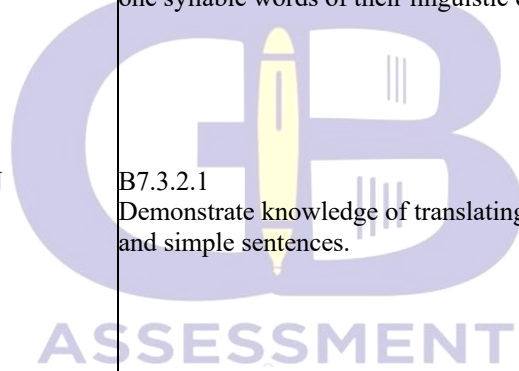 one syllable words of their linguistic
B7.3.2.1
Demonstrate knowledge of translating
and simple sentences.
ASSESSMENT